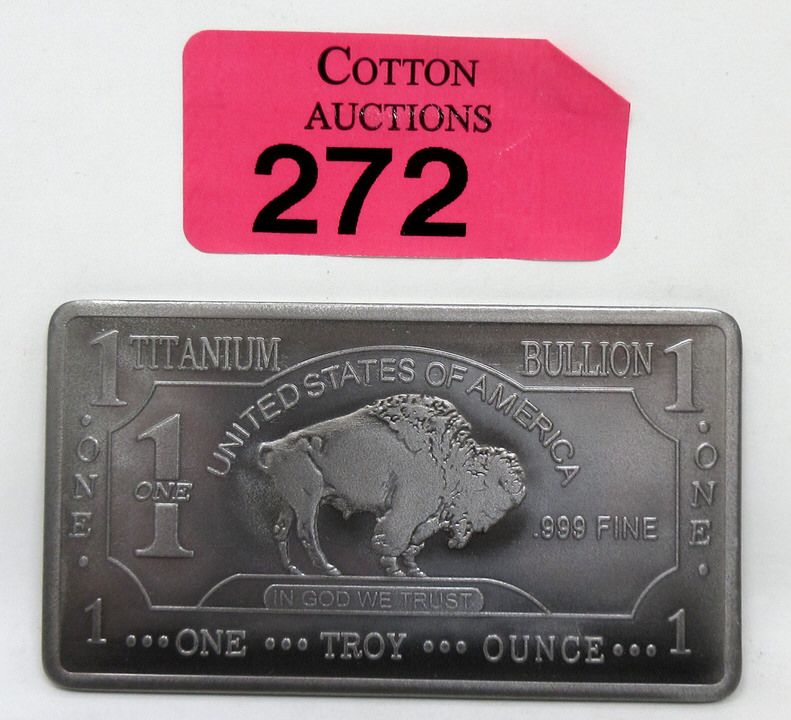 COTTON
AUCTIONS
272
1 TITANIUM BULLION 1
UNITED STATES OF AMERICA
• ONE •
1
ONE
.999 FINE
• ONE •
IN GOD WE TRUST
1 ••• ONE ••• TROY ••• OUNCE ••• 1